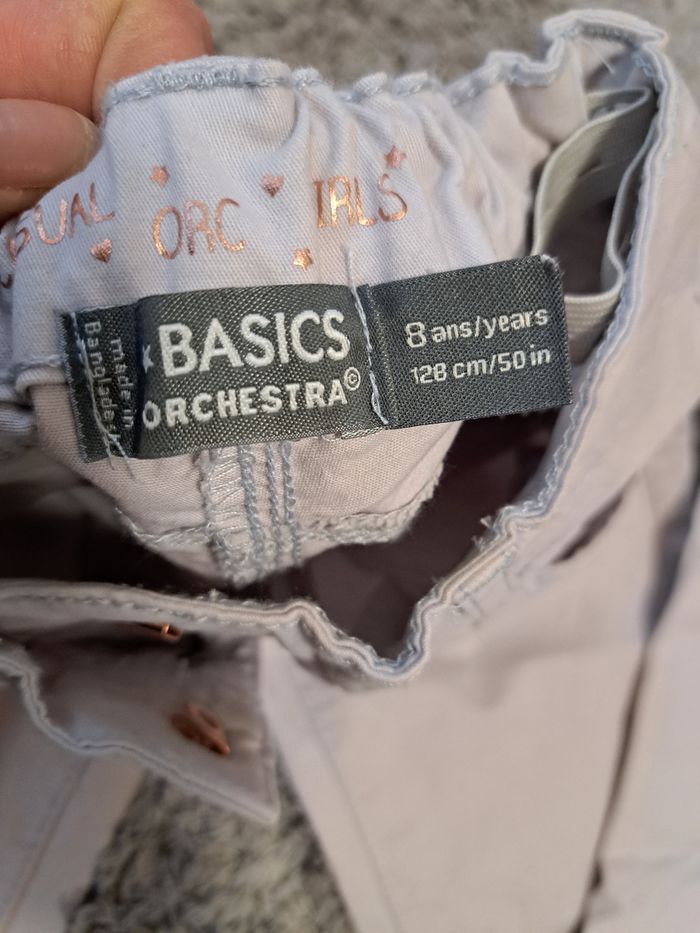 ORC IRLS
made in
BASICS
ORCHESTRA©
8 ans/years
128 cm/50 in